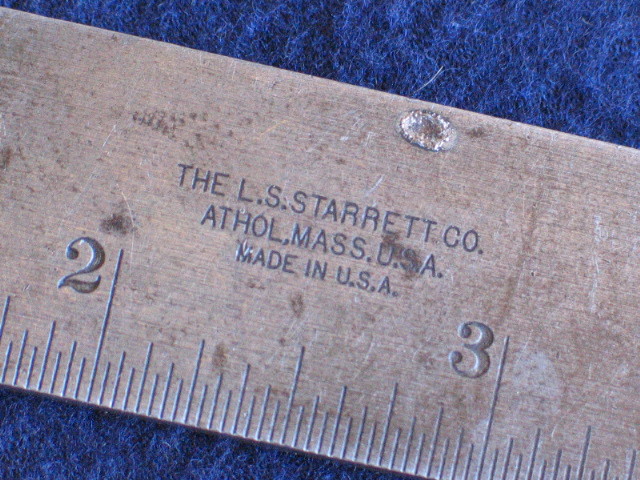 THE L.S.STARRETT CO.
ATHOL,MASS.U.S.A.
MADE IN U.S.A.
2
3